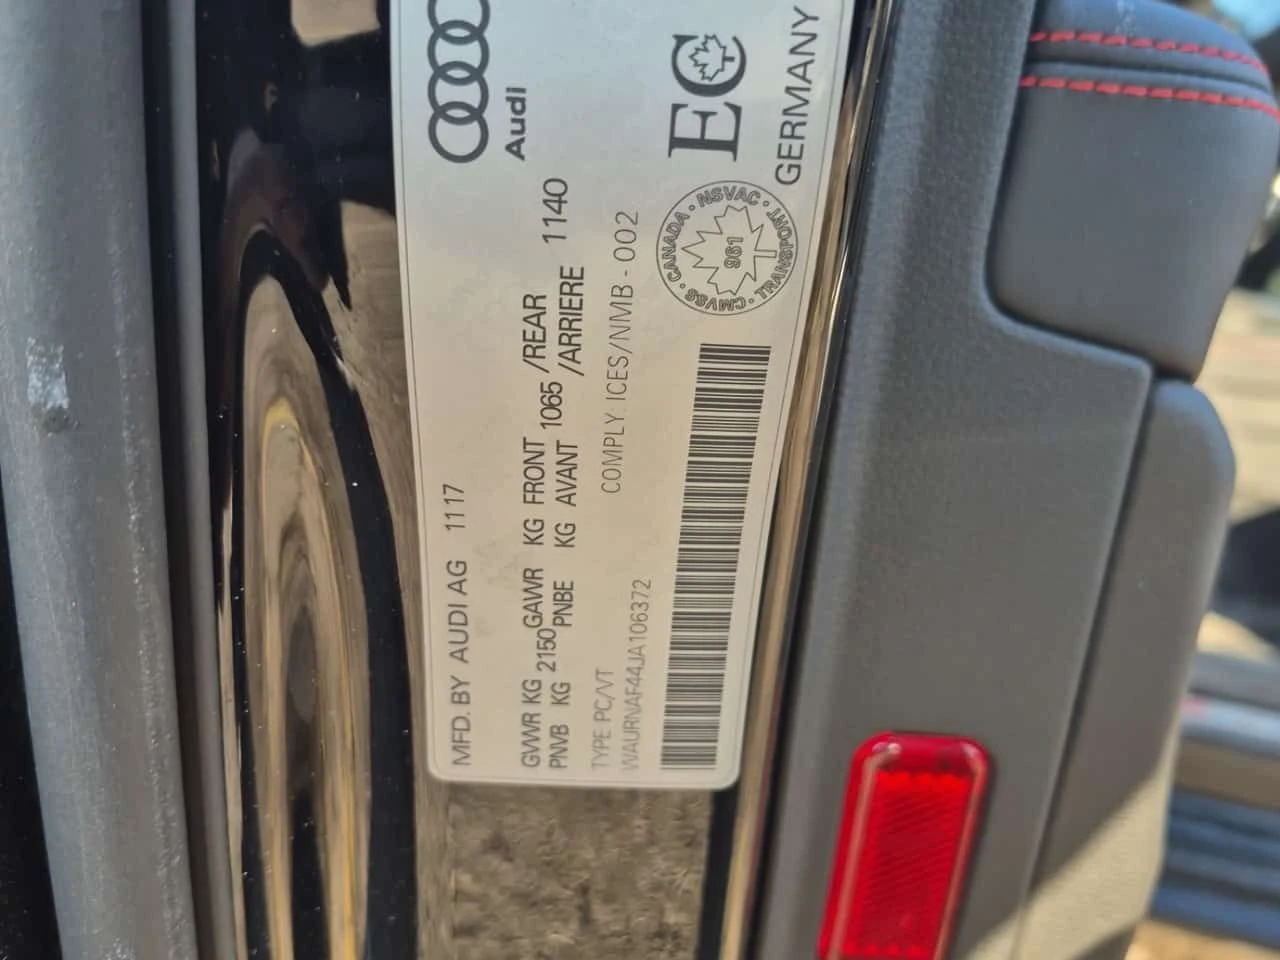 Audi
MFD. BY AUDI AG 1117
GVWR KG 2150 GAWR KG FRONT 1065 /REAR 1140
PNVB KG PNBE KG AVANT /ARRIERE
TYPE PC/VT COMPLY. ICES/NMB - 002
WAURNAF44JA106372
CANADA · NSVAC · TRANSPORT · CMVSS ·
961
EC
GERMANY